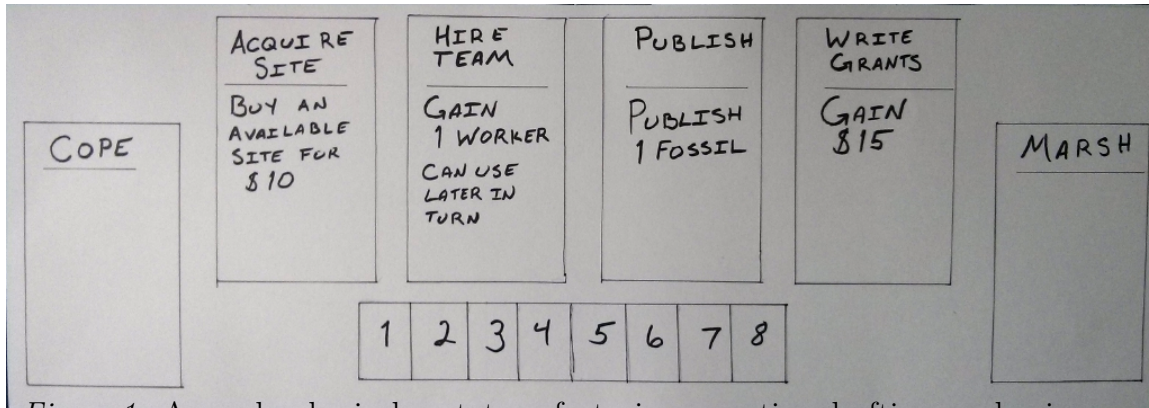 COPE
ACQUIRE
SITE
BUY AN
AVAILABLE
SITE FOR
$10
HIRE
TEAM
GAIN
1 WORKER
CAN USE
LATER IN
TURN
PUBLISH
PUBLISH
1 FOSSIL
WRITE
GRANTS
GAIN
$15
MARSH
1 2 3 4 5 6 7 8